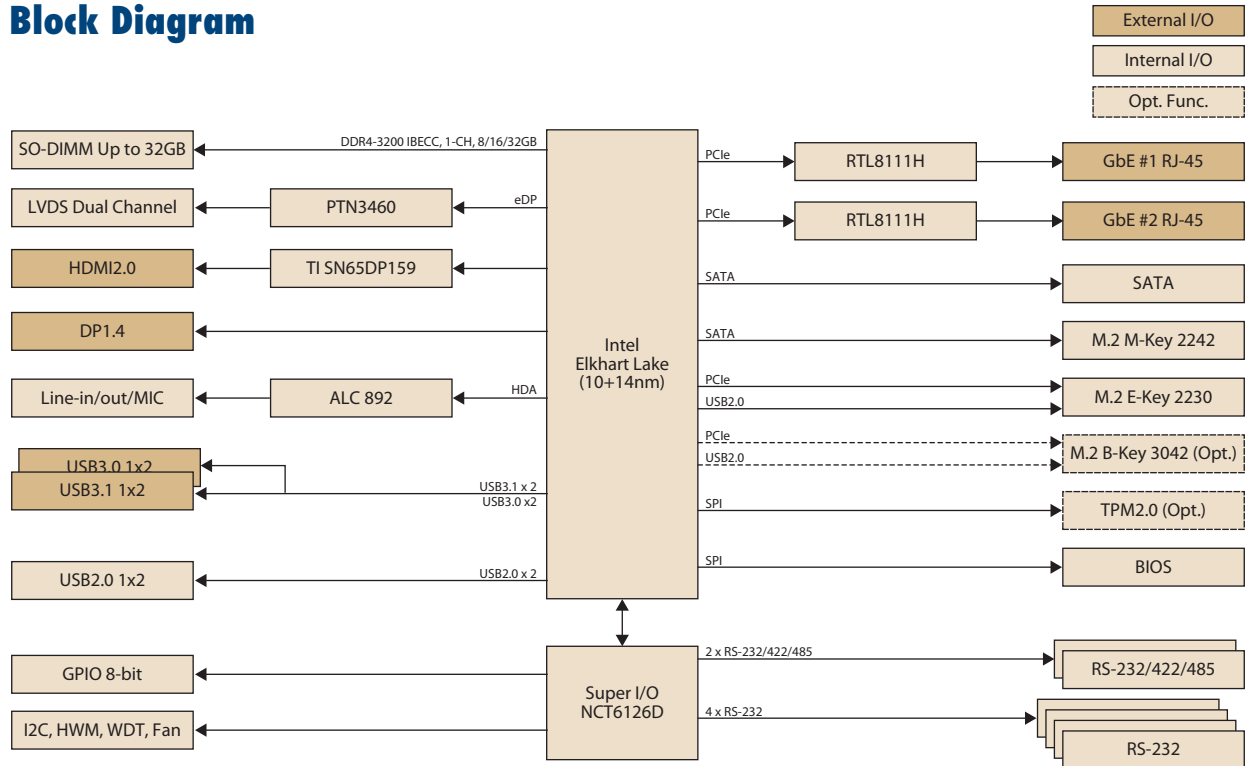 Block Diagram
External I/O
Internal I/O
Opt. Func.
SO-DIMM Up to 32GB
DDR4-3200 IBECC, 1-CH, 8/16/32GB
LVDS Dual Channel
PTN3460
eDP
HDMI2.0
TI SN65DP159
DP1.4
Line-in/out/MIC
ALC 892
HDA
USB3.0 1x2
USB3.1 1x2
USB3.1 x 2
USB3.0 x2
USB2.0 1x2
USB2.0 x 2
Intel
Elkhart Lake
(10+14nm)
PCIe
RTL8111H
GbE #1 RJ-45
PCIe
RTL8111H
GbE #2 RJ-45
SATA
SATA
SATA
M.2 M-Key 2242
PCIe
USB2.0
M.2 E-Key 2230
PCIe
USB2.0
M.2 B-Key 3042 (Opt.)
SPI
TPM2.0 (Opt.)
SPI
BIOS
GPIO 8-bit
I2C, HWM, WDT, Fan
Super I/O
NCT6126D
2 x RS-232/422/485
RS-232/422/485
4 x RS-232
RS-232